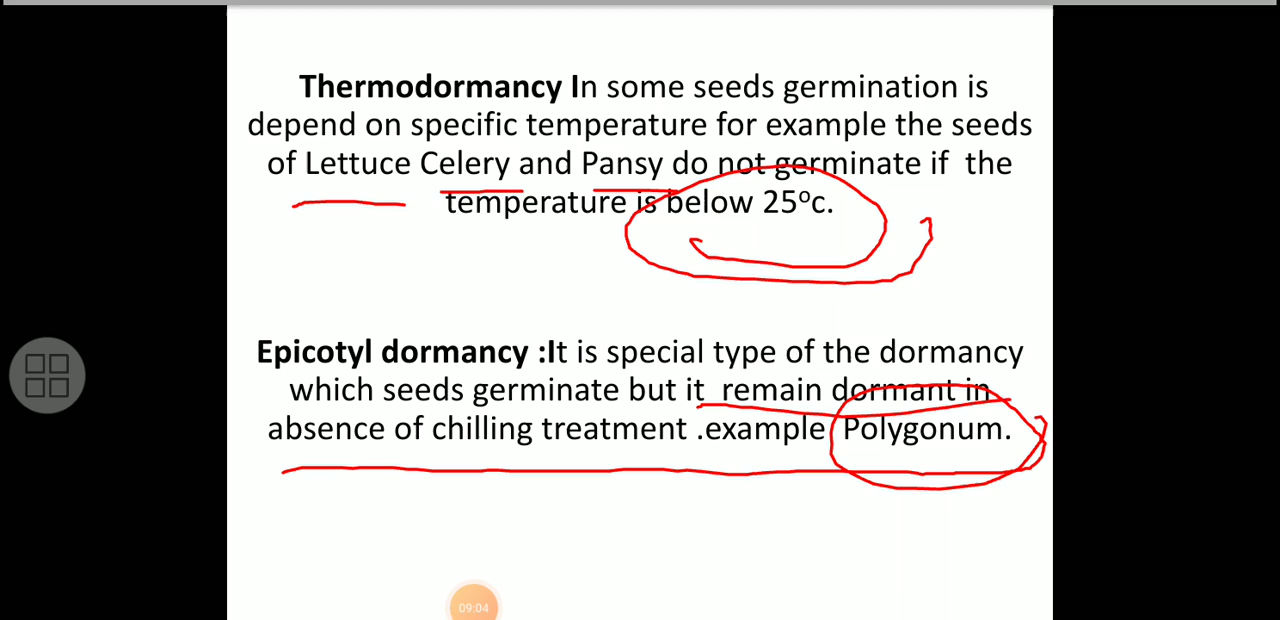 Thermodormancy In some seeds germination is
depend on specific temperature for example the seeds
of Lettuce Celery and Pansy do not germinate if the
temperature is below 25ºc.
Epicotyl dormancy :It is special type of the dormancy
which seeds germinate but it remain dormant in
absence of chilling treatment .example Polygonum.
09:04